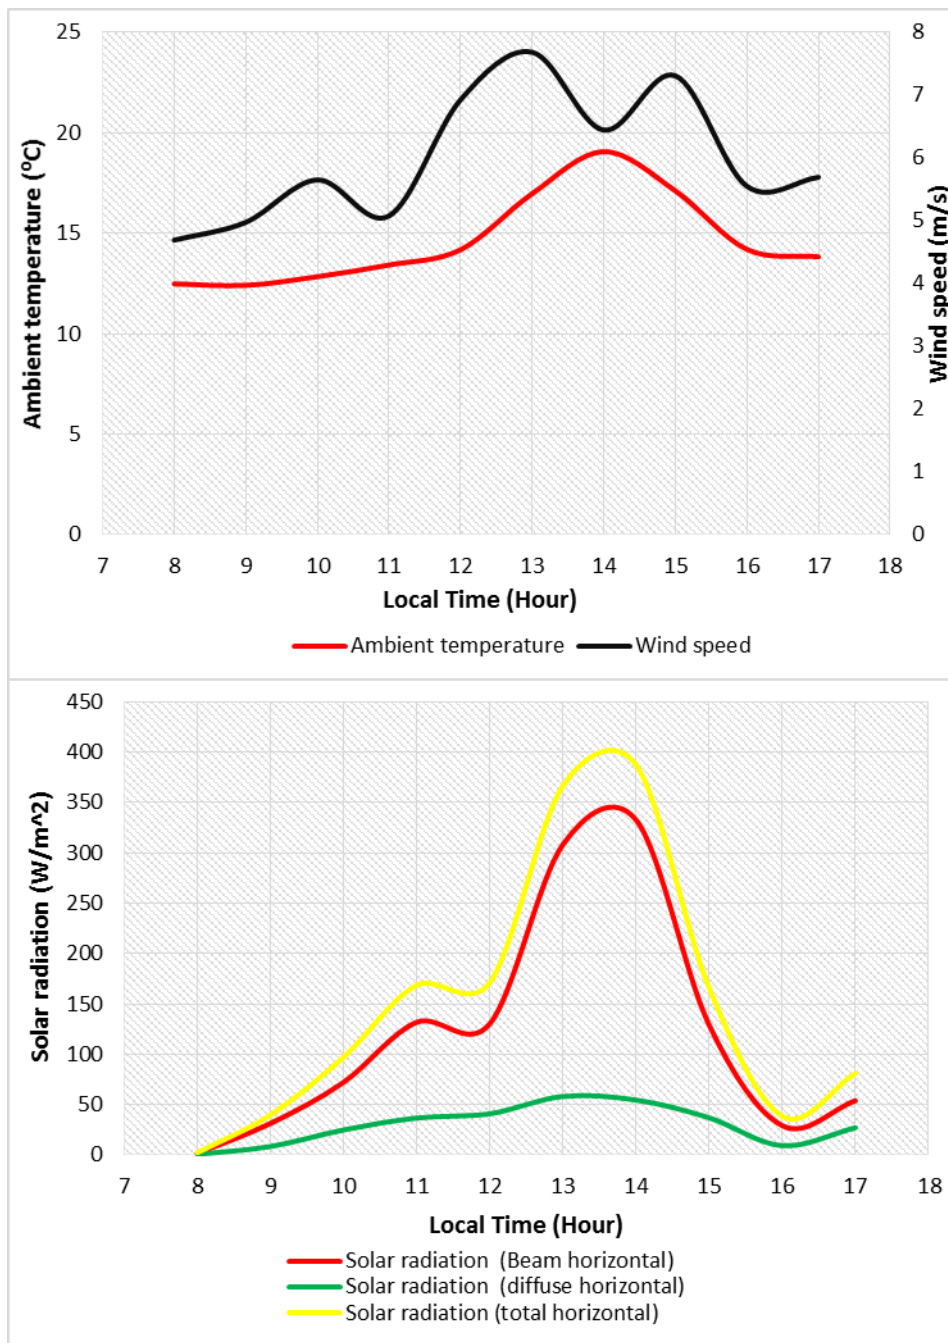 25
20
15
10
5
0
8
7
6
5
4
3
2
1
0
Ambient temperature (⁰C)
Wind speed (m/s)
7 8 9 10 11 12 13 14 15 16 17 18
Local Time (Hour)
Ambient temperature Wind speed
450
400
350
300
250
200
150
100
50
0
Solar radiation (W/m^2)
7 8 9 10 11 12 13 14 15 16 17 18
Local Time (Hour)
Solar radiation (Beam horizontal)
Solar radiation (diffuse horizontal)
Solar radiation (total horizontal)